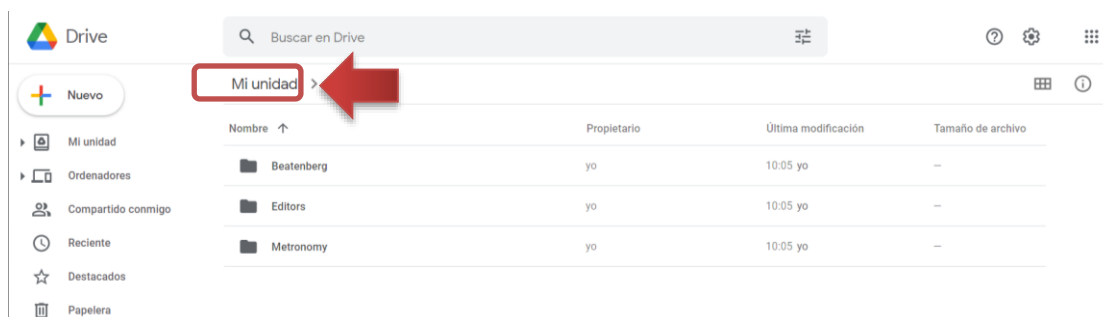 Drive
Buscar en Drive
Nuevo
Mi unidad
Ordenadores
Compartido conmigo
Reciente
Destacados
Papelera
Mi unidad
Nombre Propietario Última modificación Tamaño de archivo
Beatenberg yo 10:05 yo —
Editors yo 10:05 yo —
Metronomy yo 10:05 yo —